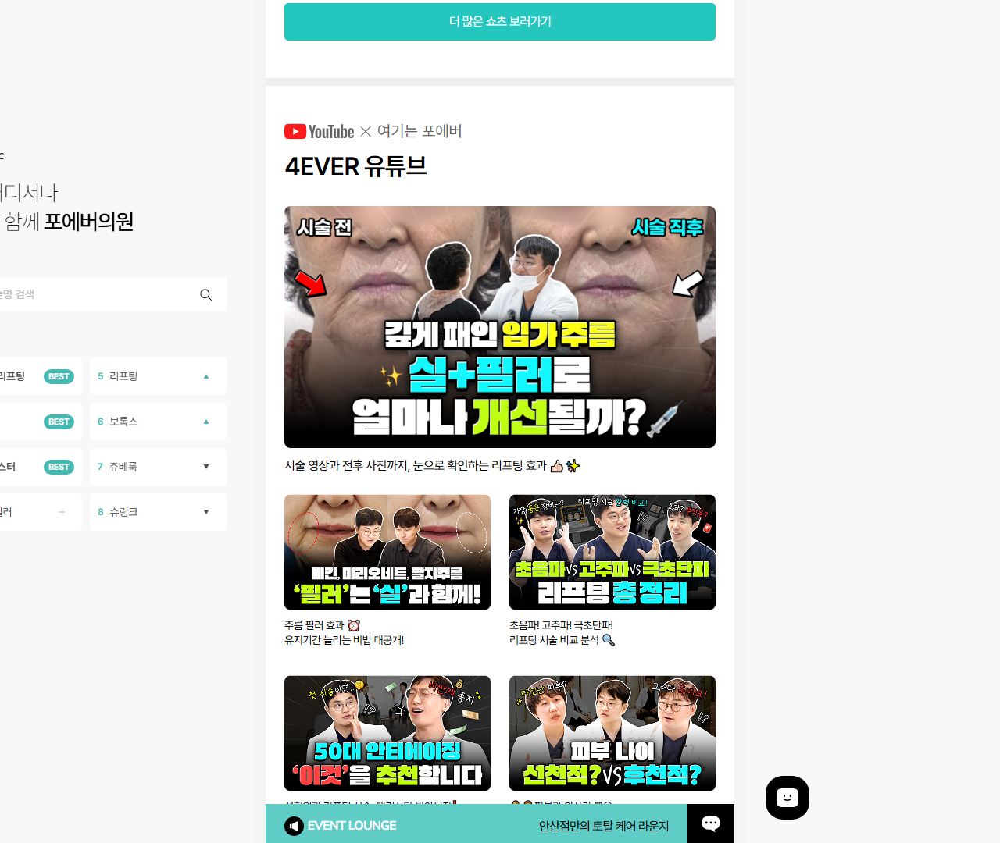 더 많은 쇼츠 보러가기
YouTube × 여기는 포에버
4EVER 유튜브
시술 전
시술 직후
깊게 패인 입가 주름
실+필러로
얼마나 개선될까?
시술 영상과 전후 사진까지, 눈으로 확인하는 리프팅 효과 👍🏻✨
미간, 마리오네트, 팔자주름
‘필러’는 ‘실’과 함께!
주름 필러 효과 ⏰
유지기간 늘리는 비법 대공개!
가장 좋은 장비는?
리프팅 시술 완벽 비교!
효과? 부작용?
초음파VS고주파VS극초단파
리프팅 총정리
초음파! 고주파! 극초단파!
리프팅 시술 비교 분석 🔍
첫 시술이면..
비싼게 좋지
50대 안티에이징
‘이것’을 추천합니다
타고난 피부?
그러다 훅 가요!
피부 나이
선천적?VS후천적?
디서나
함께 포에버의원
명 검색
리프팅 BEST
5 리프팅
BEST
6 보톡스
스터 BEST
7 쥬베룩
필러
8 슈링크
EVENT LOUNGE
안산점만의 토탈 케어 라운지